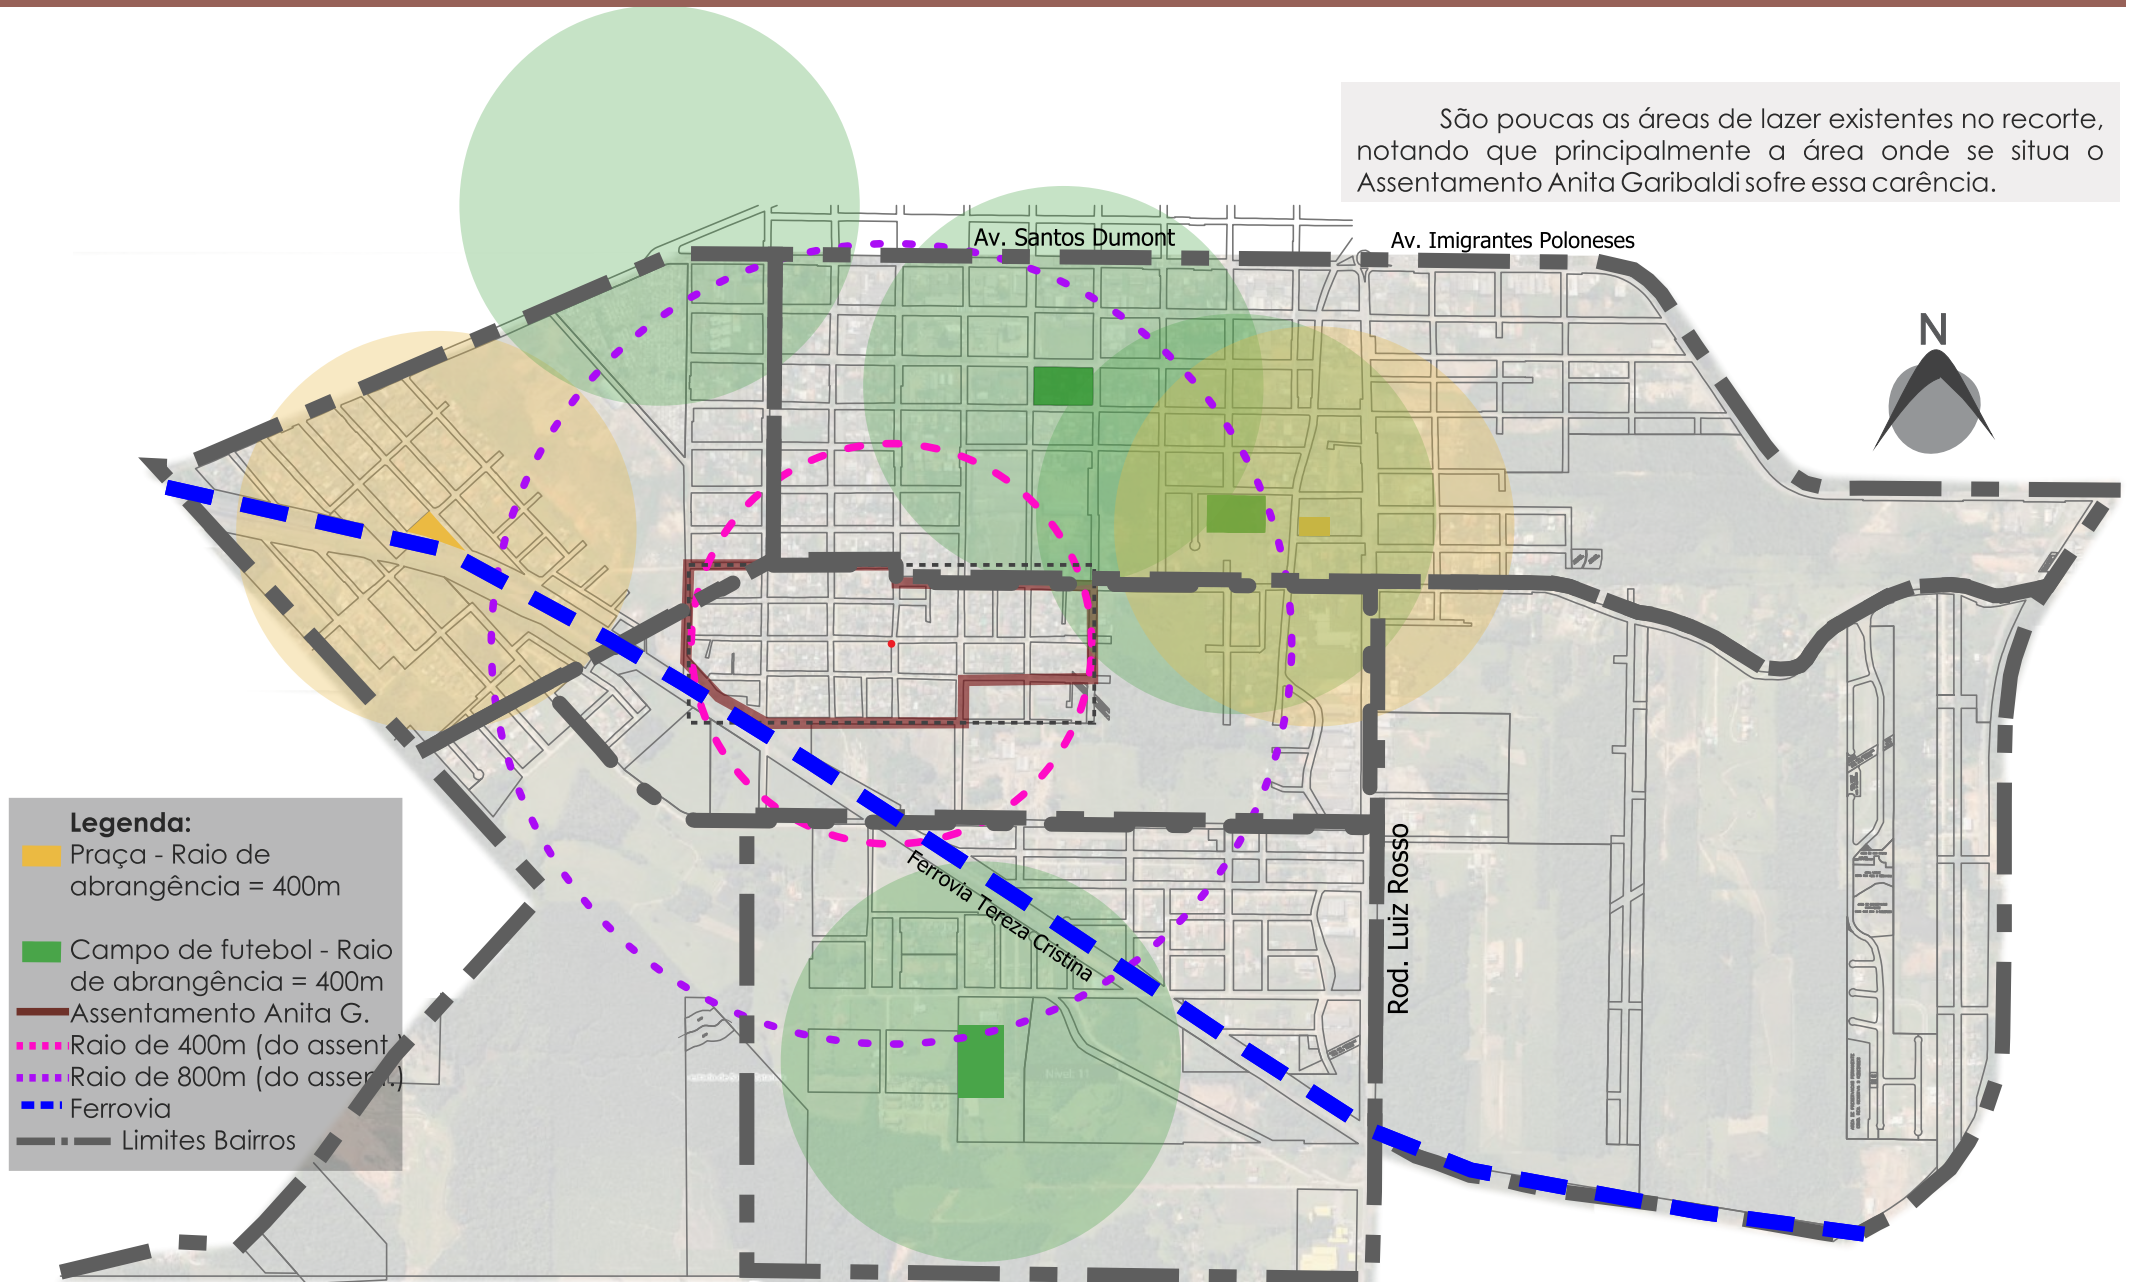 São poucas as áreas de lazer existentes no recorte,
notando que principalmente a área onde se situa o
Assentamento Anita Garibaldi sofre essa carência.
Av. Santos Dumont
Av. Imigrantes Poloneses
N
Rod. Luiz Rosso
Ferrovia Tereza Cristina
Nível: 11
Legenda:
Praça - Raio de
abrangência = 400m
Campo de futebol - Raio
de abrangência = 400m
Assentamento Anita G.
Raio de 400m (do assent.)
Raio de 800m (do assent.)
Ferrovia
Limites Bairros